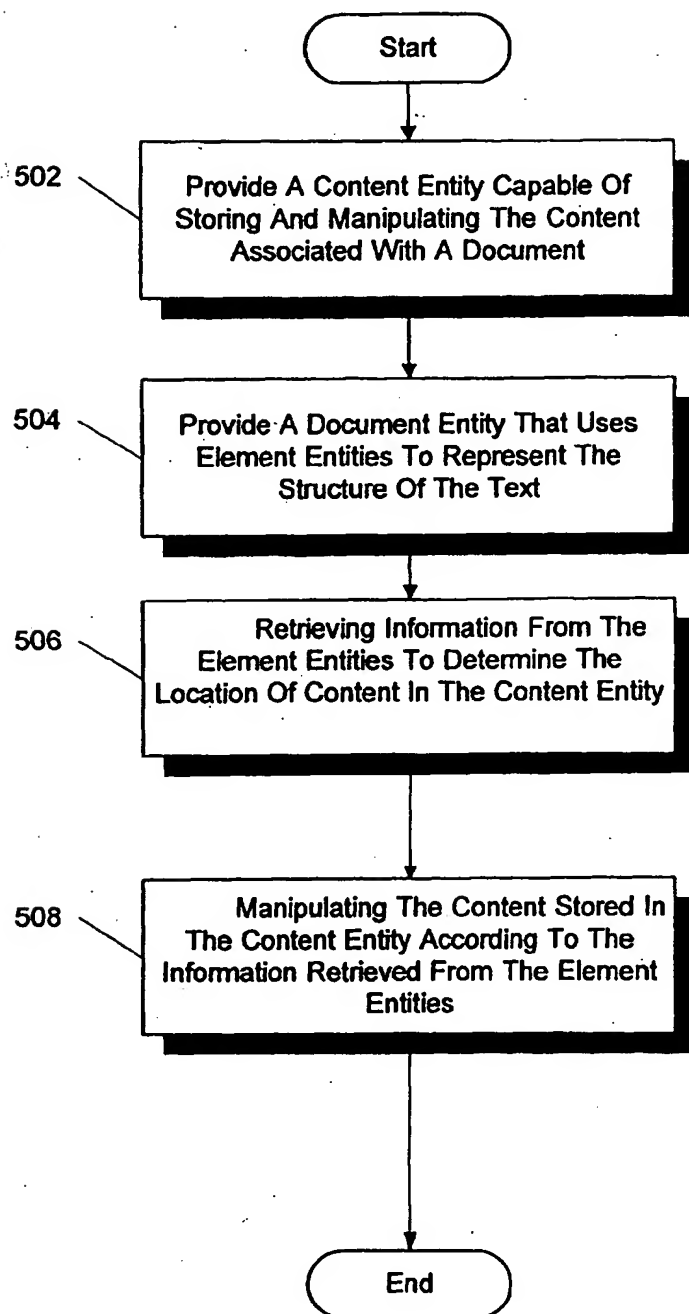 Start
502
Provide A Content Entity Capable Of
Storing And Manipulating The Content
Associated With A Document
504
Provide A Document Entity That Uses
Element Entities To Represent The
Structure Of The Text
506
Retrieving Information From The
Element Entities To Determine The
Location Of Content In The Content Entity
508
Manipulating The Content Stored In
The Content Entity According To The
Information Retrieved From The Element
Entities
End